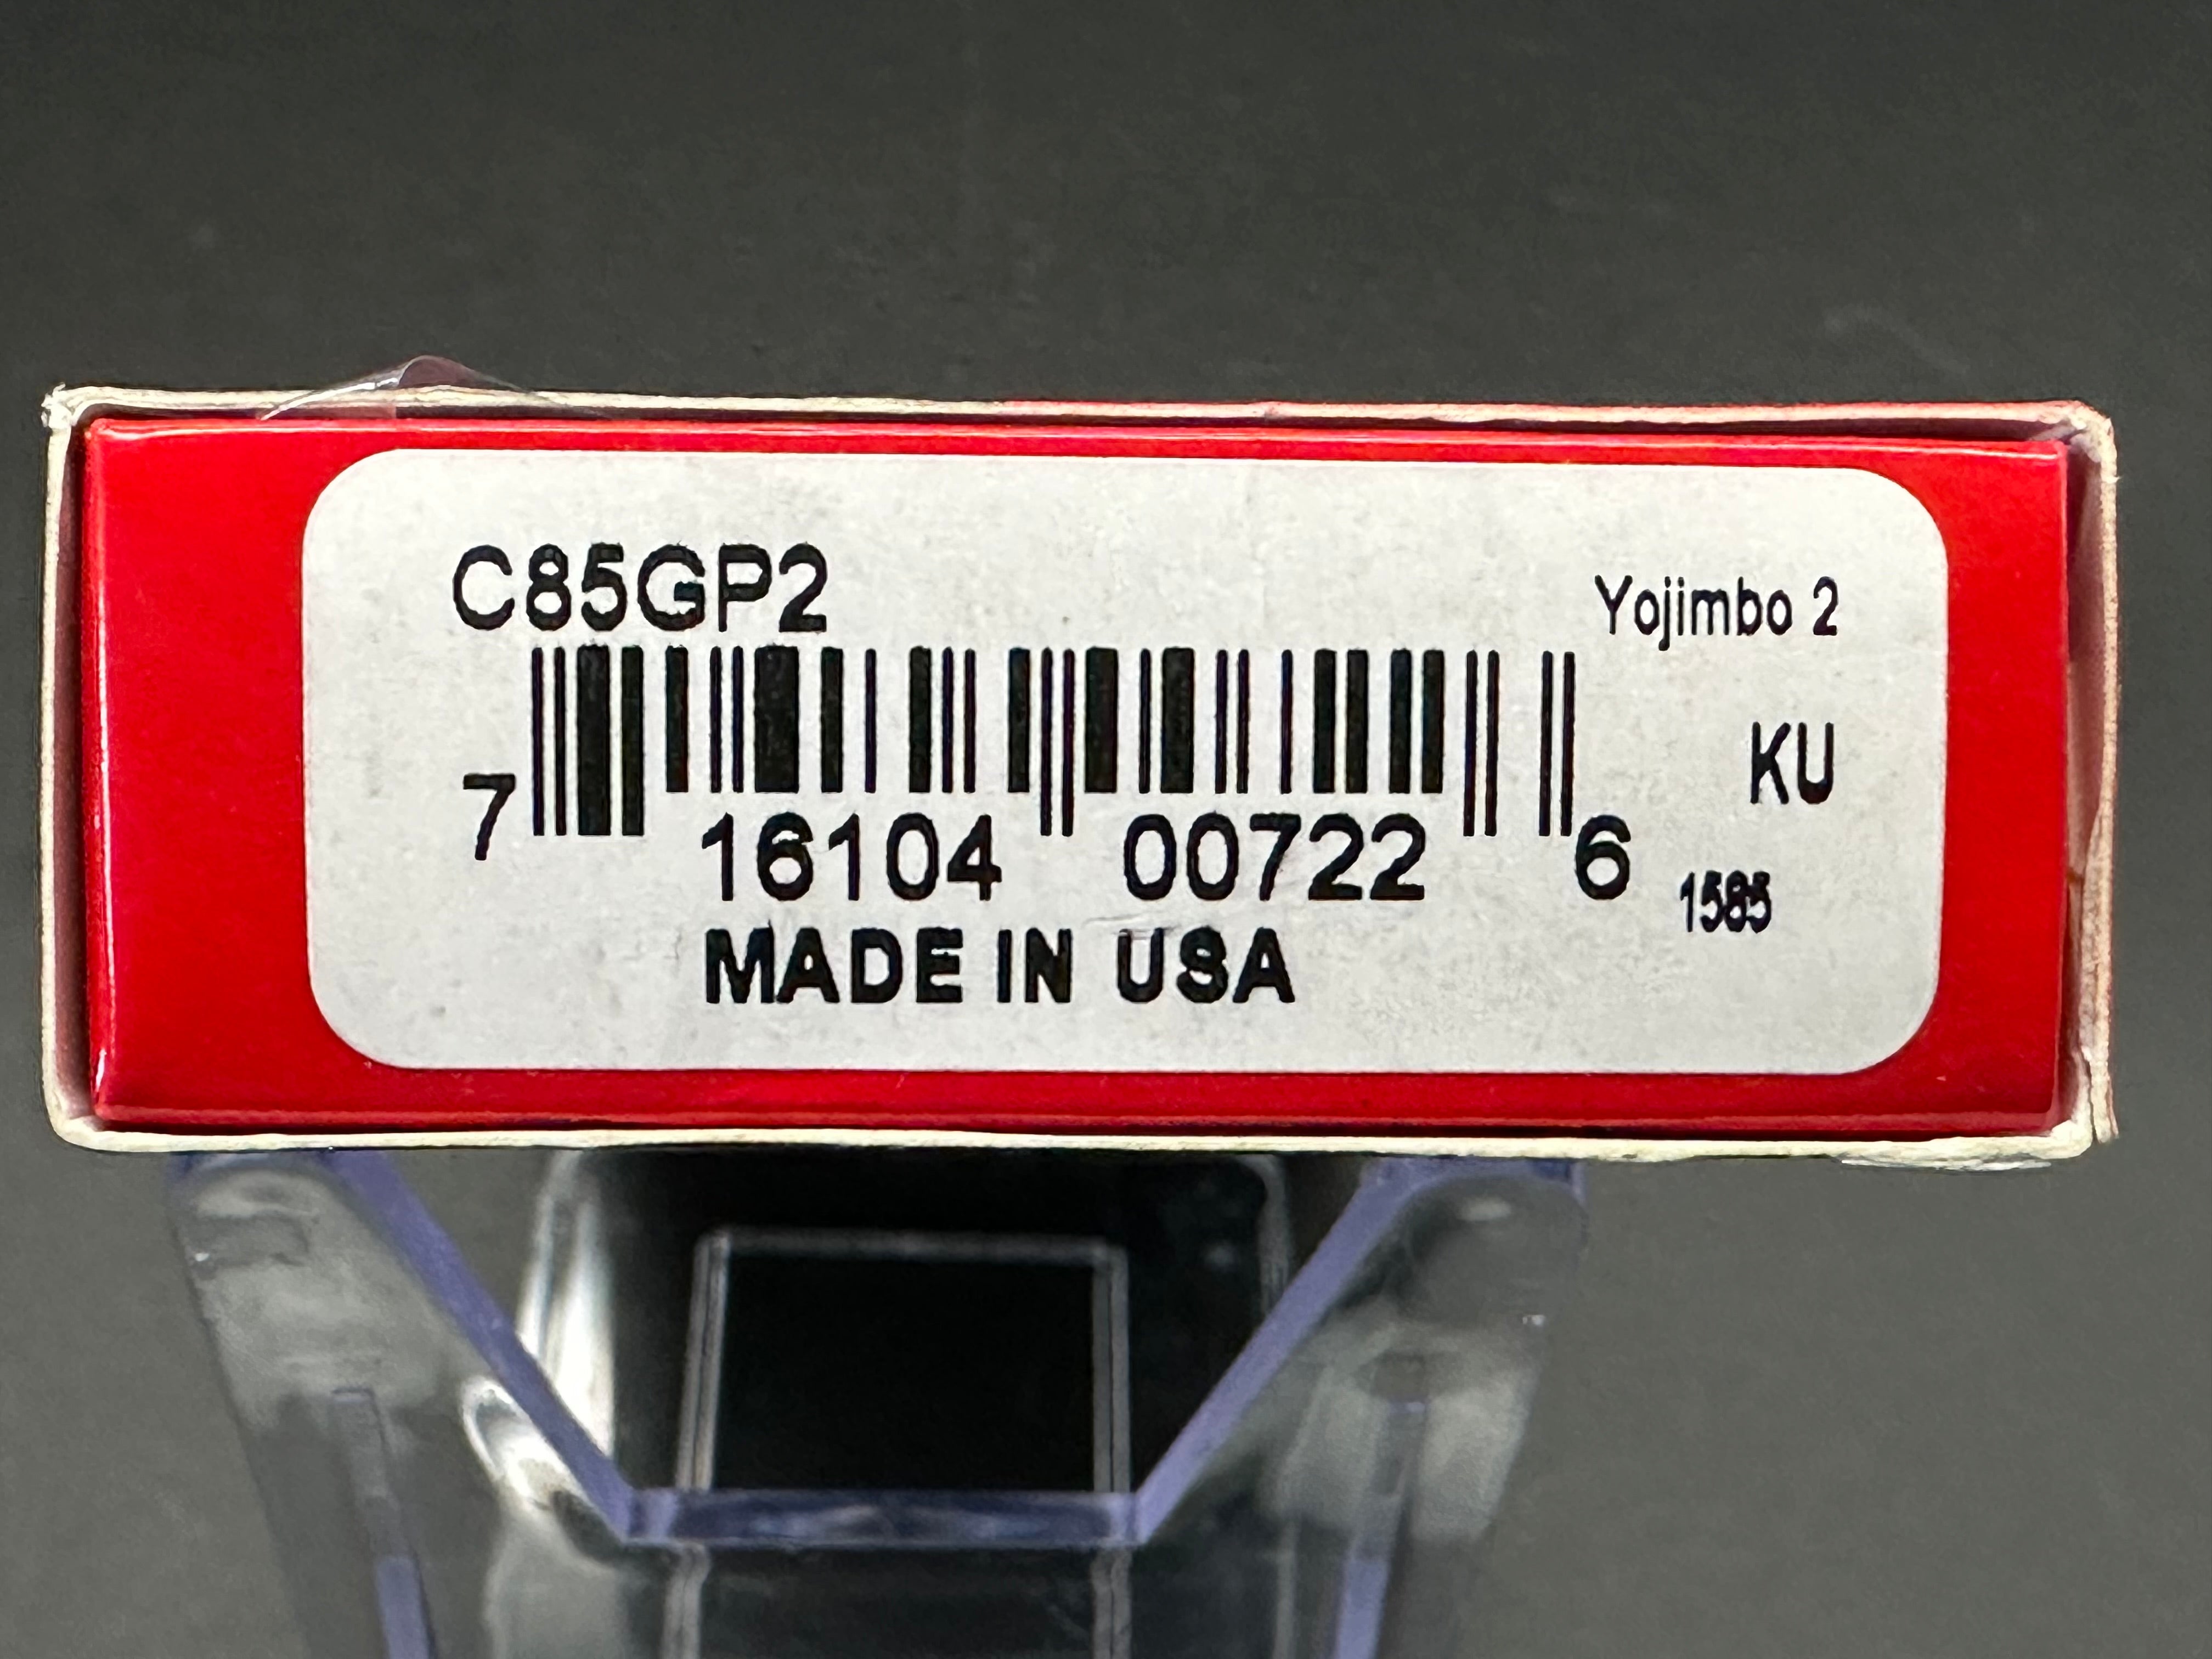 C85GP2
Yojimbo 2
KU
7 16104 00722 6
1585
MADE IN USA